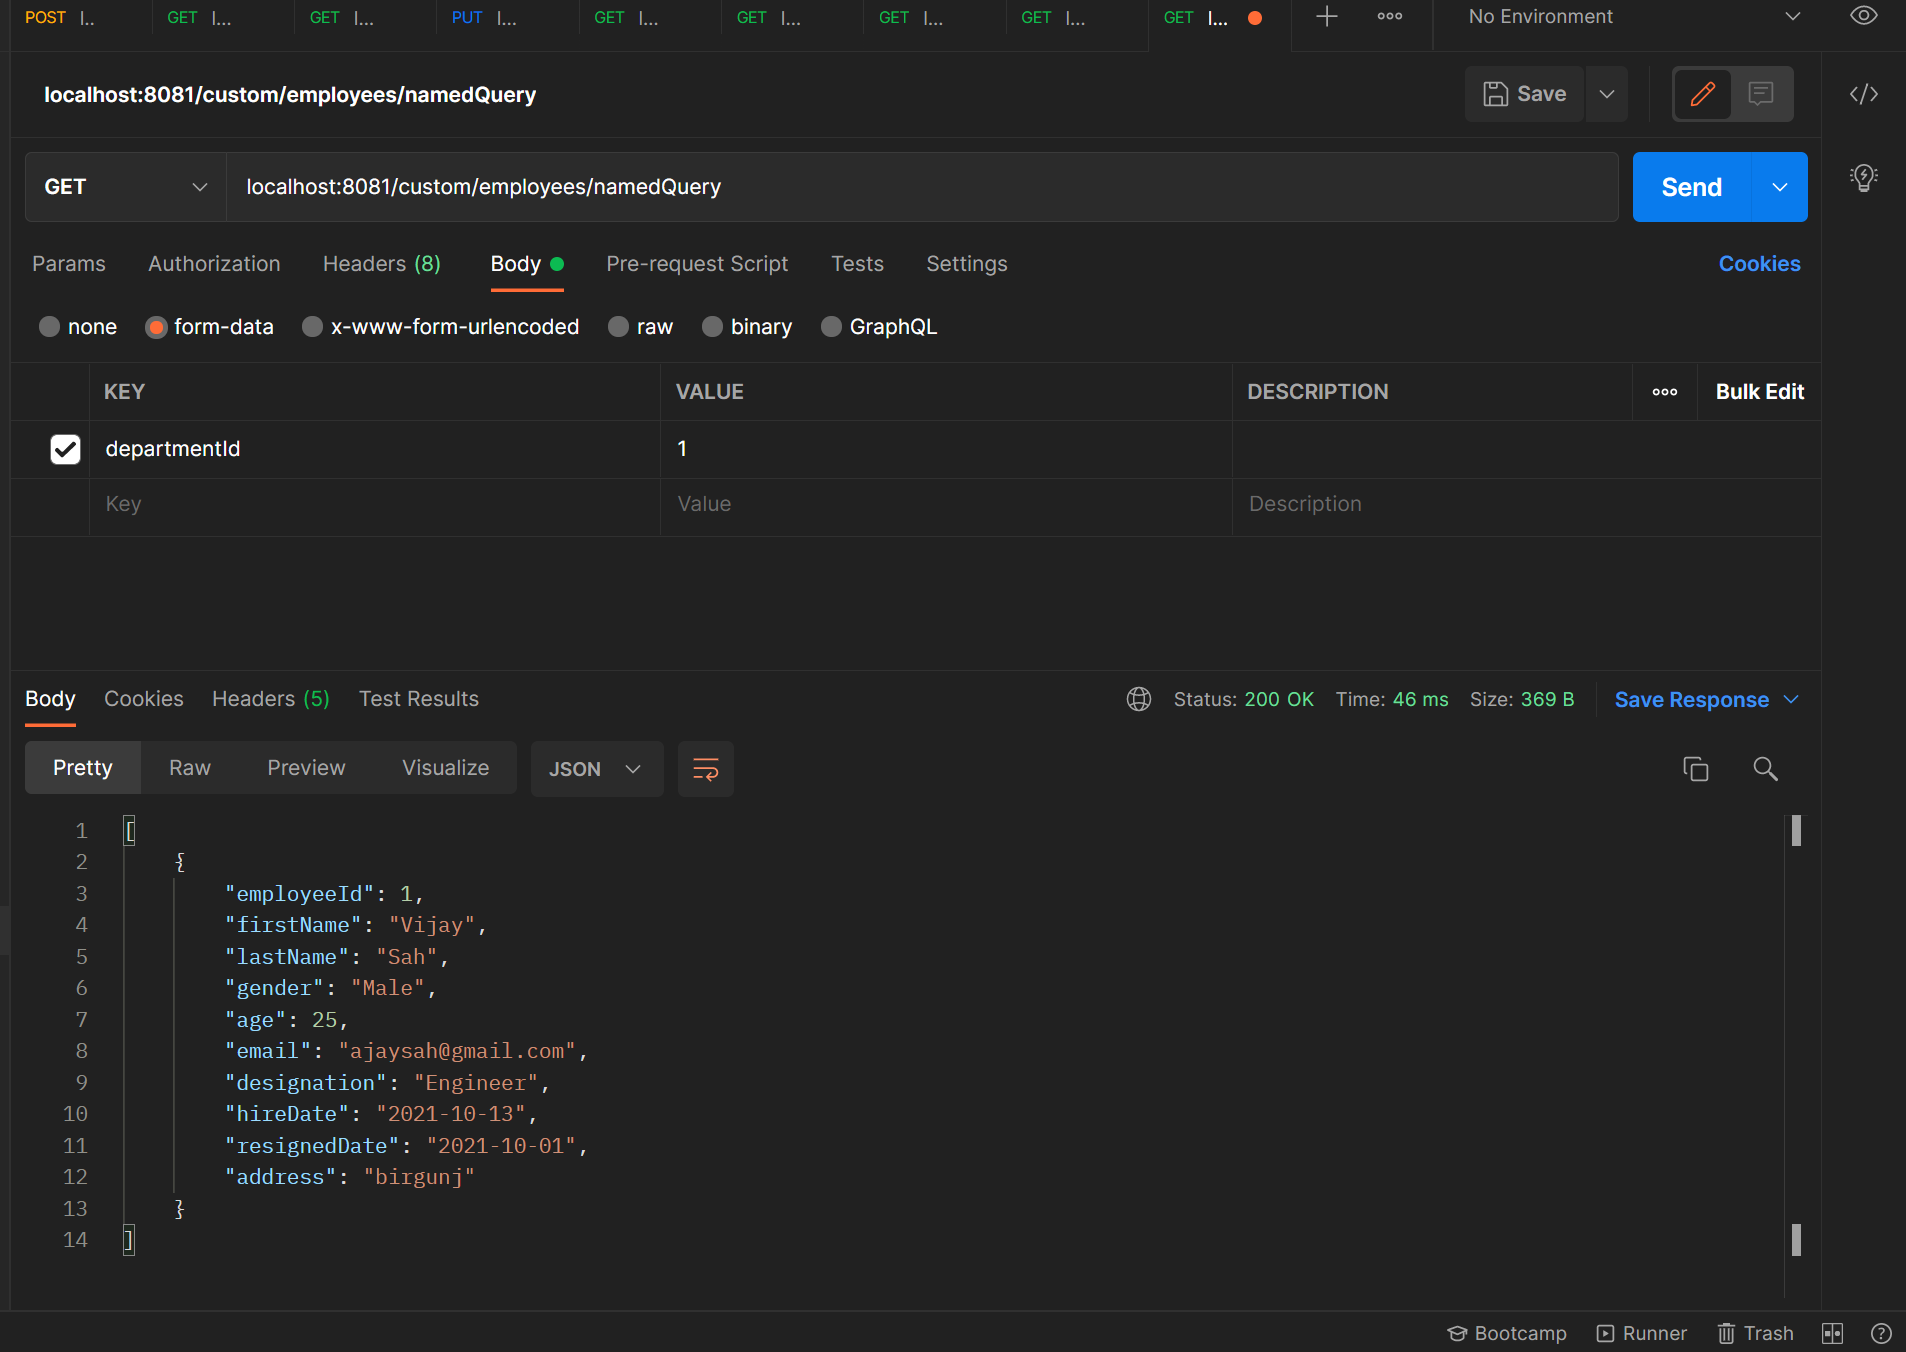 POST l.. GET l... GET l... PUT l... GET l... GET l... GET l... GET l... GET l... No Environment
localhost:8081/custom/employees/namedQuery Save
GET localhost:8081/custom/employees/namedQuery Send
Params Authorization Headers (8) Body Pre-request Script Tests Settings Cookies
none form-data x-www-form-urlencoded raw binary GraphQL
KEY VALUE DESCRIPTION Bulk Edit
departmentId 1
Key Value Description
Body Cookies Headers (5) Test Results Status: 200 OK Time: 46 ms Size: 369 B Save Response
Pretty Raw Preview Visualize JSON
1 [
2 {
3 "employeeId": 1,
4 "firstName": "Vijay",
5 "lastName": "Sah",
6 "gender": "Male",
7 "age": 25,
8 "email": "ajaysah@gmail.com",
9 "designation": "Engineer",
10 "hireDate": "2021-10-13",
11 "resignedDate": "2021-10-01",
12 "address": "birgunj"
13 }
14 ]
Bootcamp Runner Trash